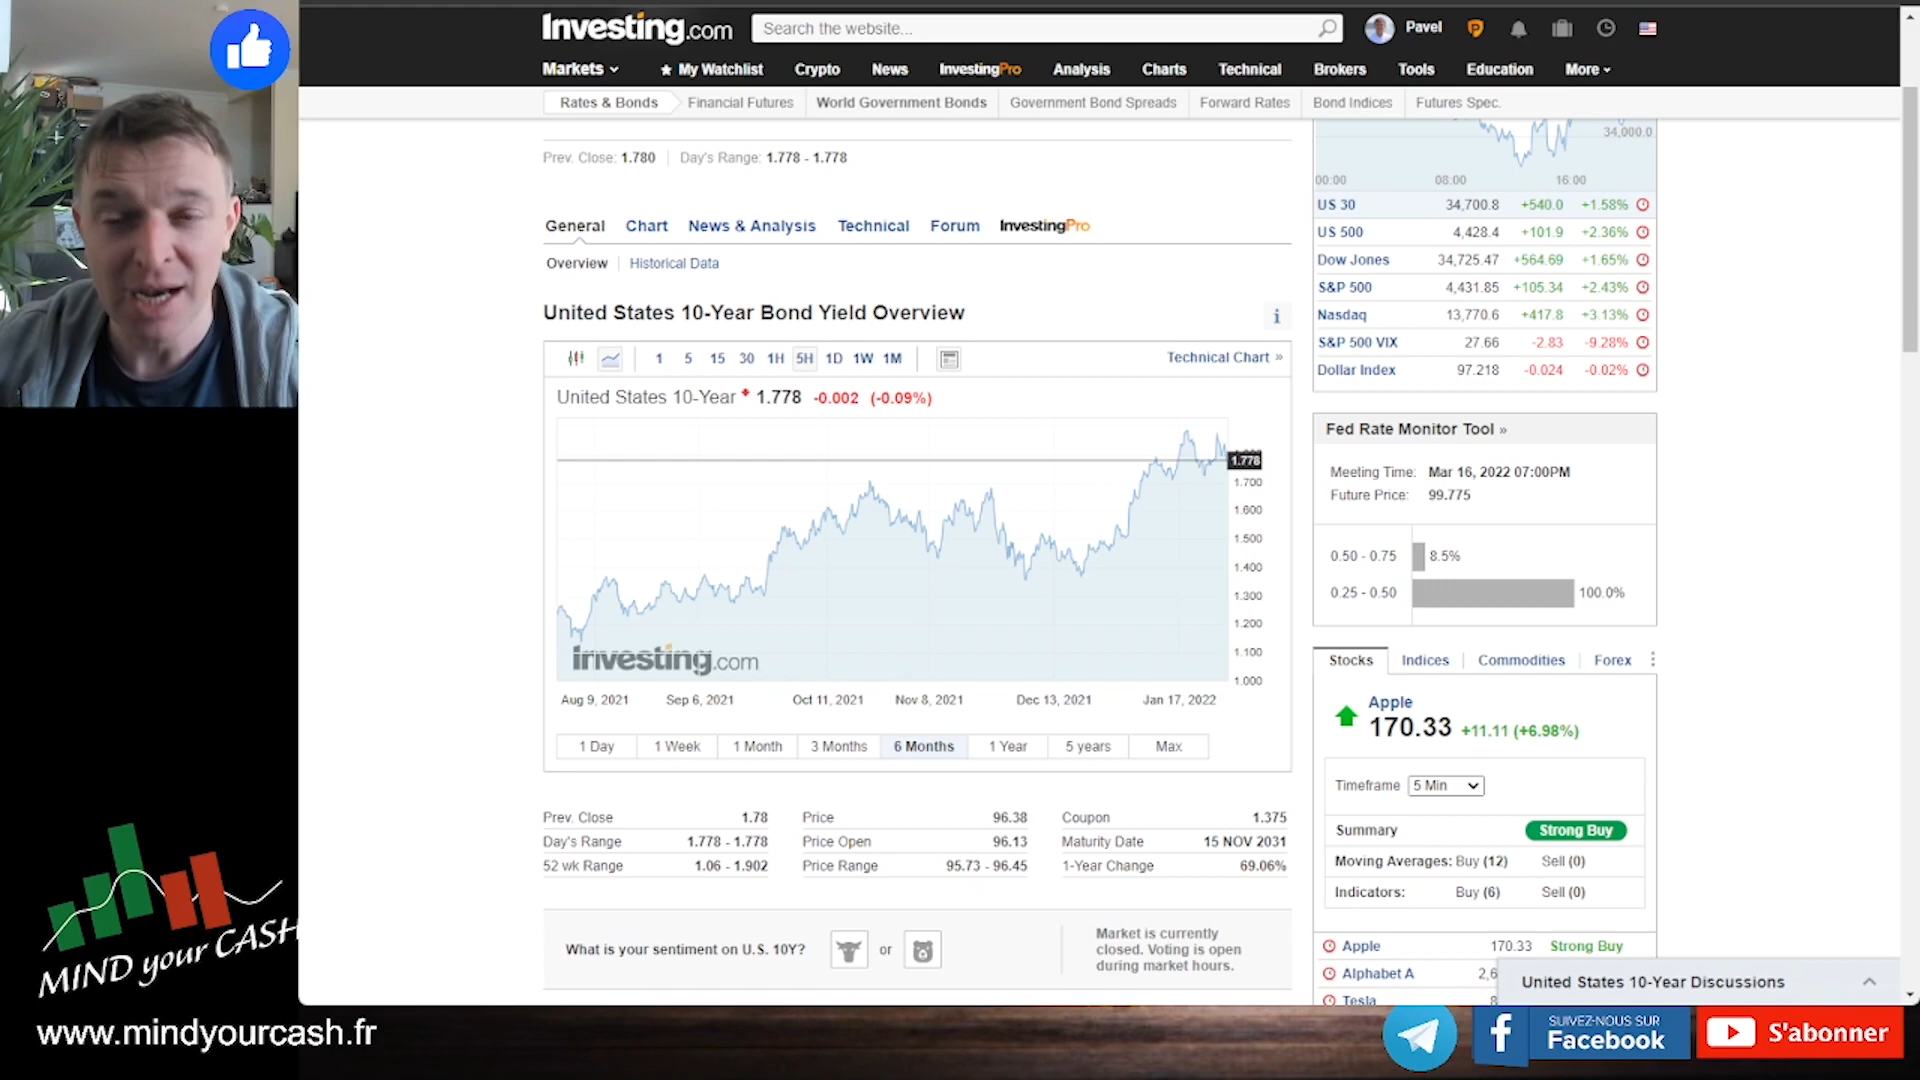 Investing.com
Search the website...
Pavel
Markets
My Watchlist
Crypto
News
InvestingPro
Analysis
Charts
Technical
Brokers
Tools
Education
More
Rates & Bonds
Financial Futures
World Government Bonds
Government Bond Spreads
Forward Rates
Bond Indices
Futures Spec.
Prev. Close: 1.780
Day's Range: 1.778 - 1.778
General
Chart
News & Analysis
Technical
Forum
InvestingPro
Overview
Historical Data
United States 10-Year Bond Yield Overview
i
1 5 15 30 1H 5H 1D 1W 1M
Technical Chart »
United States 10-Year 1.778 -0.002 (-0.09%)
1.778
1.700
1.600
1.500
1.400
1.300
1.200
1.100
1.000
Investing.com
Aug 9, 2021
Sep 6, 2021
Oct 11, 2021
Nov 8, 2021
Dec 13, 2021
Jan 17, 2022
1 Day
1 Week
1 Month
3 Months
6 Months
1 Year
5 years
Max
Prev. Close 1.78
Price 96.38
Coupon 1.375
Day's Range 1.778 - 1.778
Price Open 96.13
Maturity Date 15 NOV 2031
52 wk Range 1.06 - 1.902
Price Range 95.73 - 96.45
1-Year Change 69.06%
What is your sentiment on U.S. 10Y?
or
Market is currently
closed. Voting is open
during market hours.
34,000.0
00:00 08:00 16:00
US 30 34,700.8 +540.0 +1.58%
US 500 4,428.4 +101.9 +2.36%
Dow Jones 34,725.47 +564.69 +1.65%
S&P 500 4,431.85 +105.34 +2.43%
Nasdaq 13,770.6 +417.8 +3.13%
S&P 500 VIX 27.66 -2.83 -9.28%
Dollar Index 97.218 -0.024 -0.02%
Fed Rate Monitor Tool »
Meeting Time: Mar 16, 2022 07:00PM
Future Price: 99.775
0.50 - 0.75 8.5%
0.25 - 0.50 100.0%
Stocks
Indices
Commodities
Forex
Apple
170.33 +11.11 (+6.98%)
Timeframe 5 Min
Summary Strong Buy
Moving Averages: Buy (12) Sell (0)
Indicators: Buy (6) Sell (0)
Apple 170.33 Strong Buy
Alphabet A 2,6
Tesla
United States 10-Year Discussions
MIND your CASH
www.mindyourcash.fr
SUIVEZ-NOUS SUR
Facebook
S'abonner